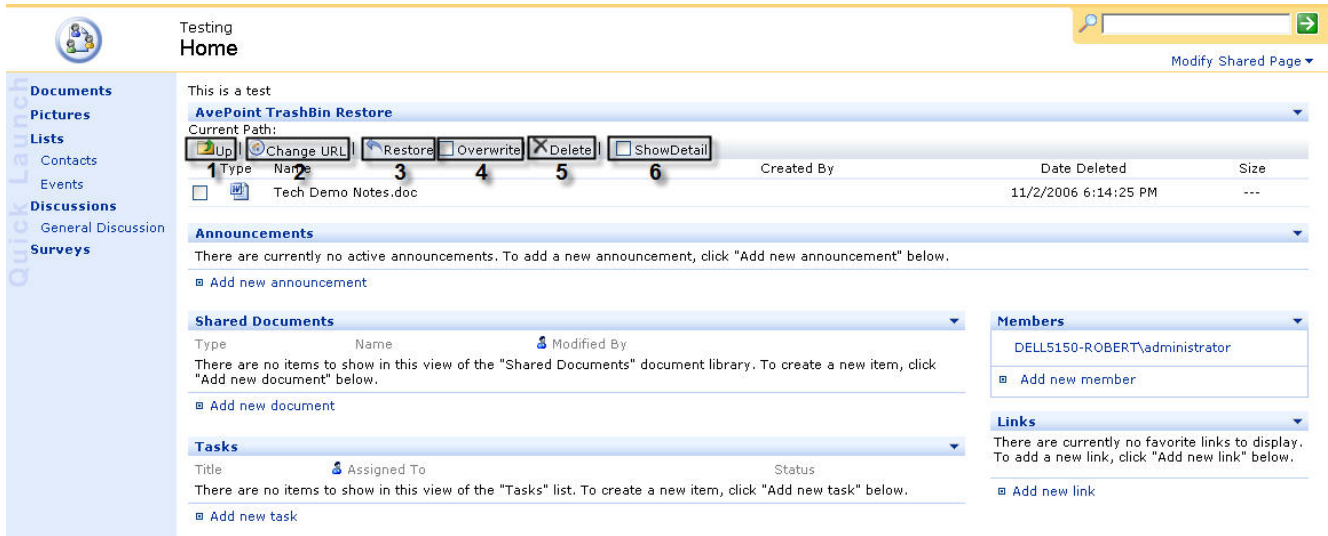 Testing
Home
Modify Shared Page
Quick Launch
Documents
Pictures
Lists
Contacts
Events
Discussions
General Discussion
Surveys
This is a test
AvePoint TrashBin Restore
Current Path:
Up | Change URL | Restore Overwrite Delete | ShowDetail
1 2 3 4 5 6
Type Name Created By Date Deleted Size
Tech Demo Notes.doc 11/2/2006 6:14:25 PM ---
Announcements
There are currently no active announcements. To add a new announcement, click "Add new announcement" below.
Add new announcement
Shared Documents
Type Name Modified By
There are no items to show in this view of the "Shared Documents" document library. To create a new item, click
"Add new document" below.
Add new document
Tasks
Title Assigned To Status
There are no items to show in this view of the "Tasks" list. To create a new item, click "Add new task" below.
Add new task
Members
DELL5150-ROBERT\administrator
Add new member
Links
There are currently no favorite links to display.
To add a new link, click "Add new link" below.
Add new link